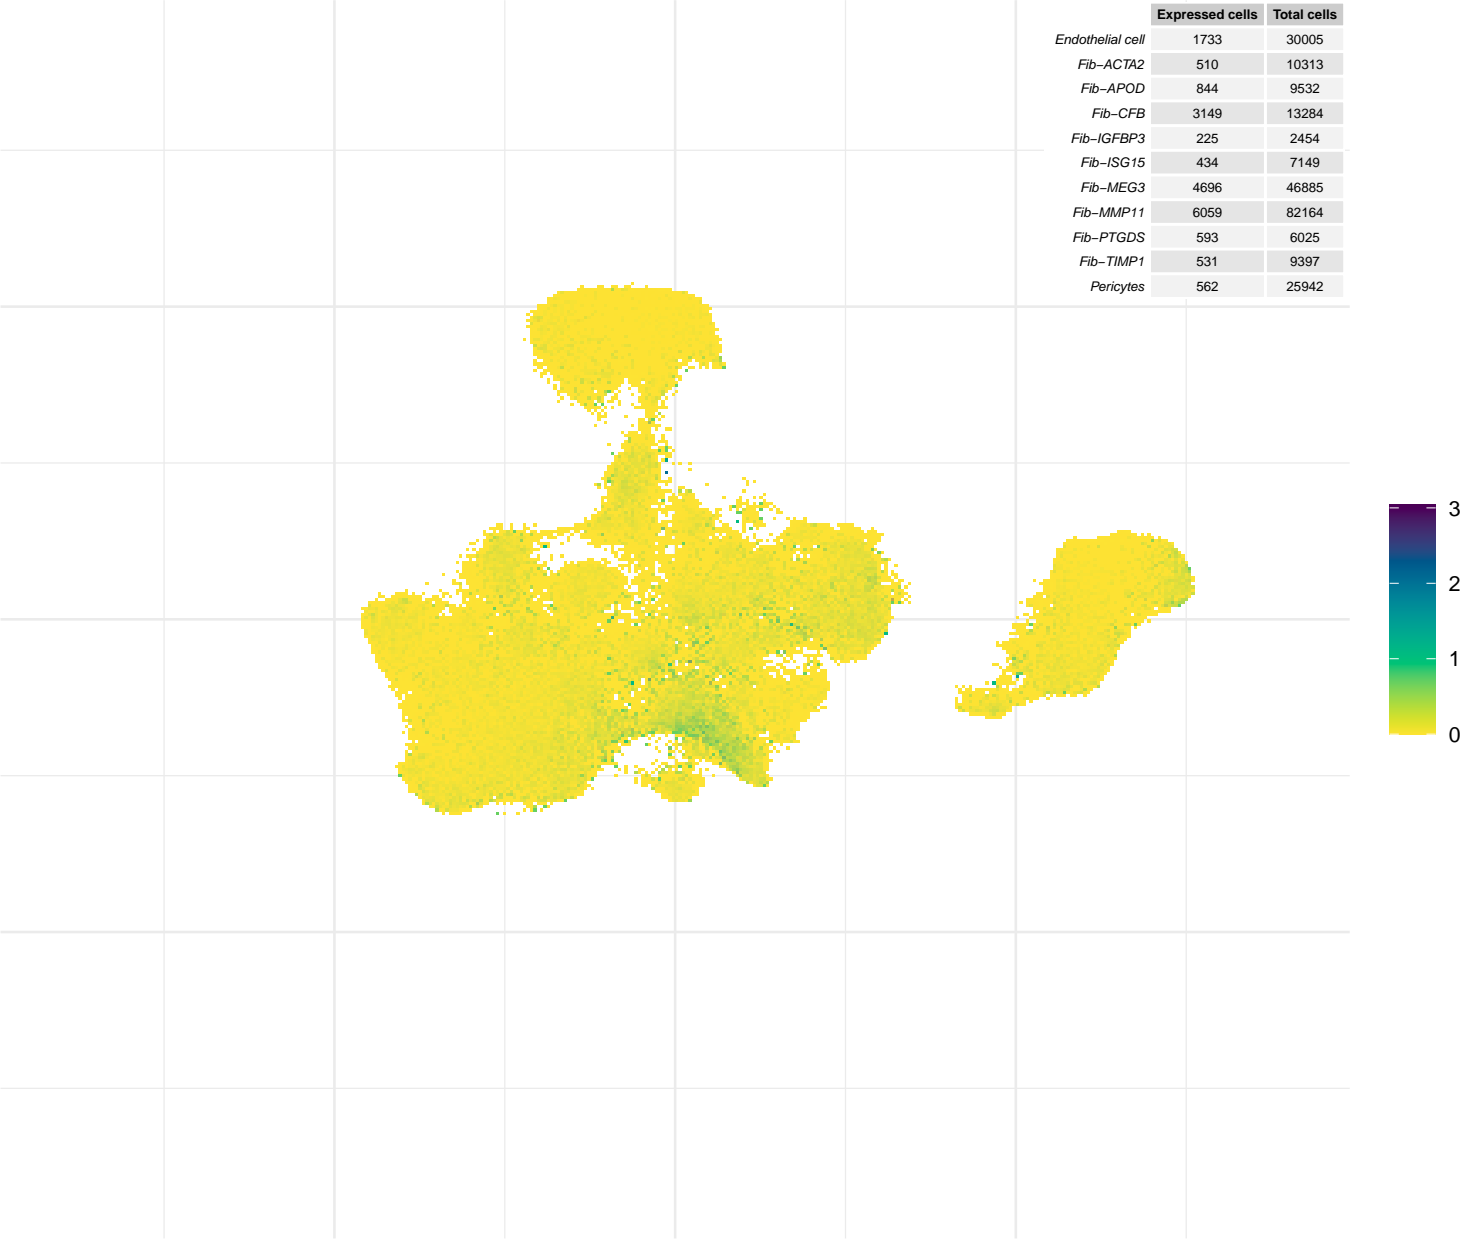 Expressed cells Total cells
Endothelial cell 1733 30005
Fib−ACTA2 510 10313
Fib−APOD 844 9532
Fib−CFB 3149 13284
Fib−IGFBP3 225 2454
Fib−ISG15 434 7149
Fib−MEG3 4696 46885
Fib−MMP11 6059 82164
Fib−PTGDS 593 6025
Fib−TIMP1 531 9397
Pericytes 562 25942
3
2
1
0